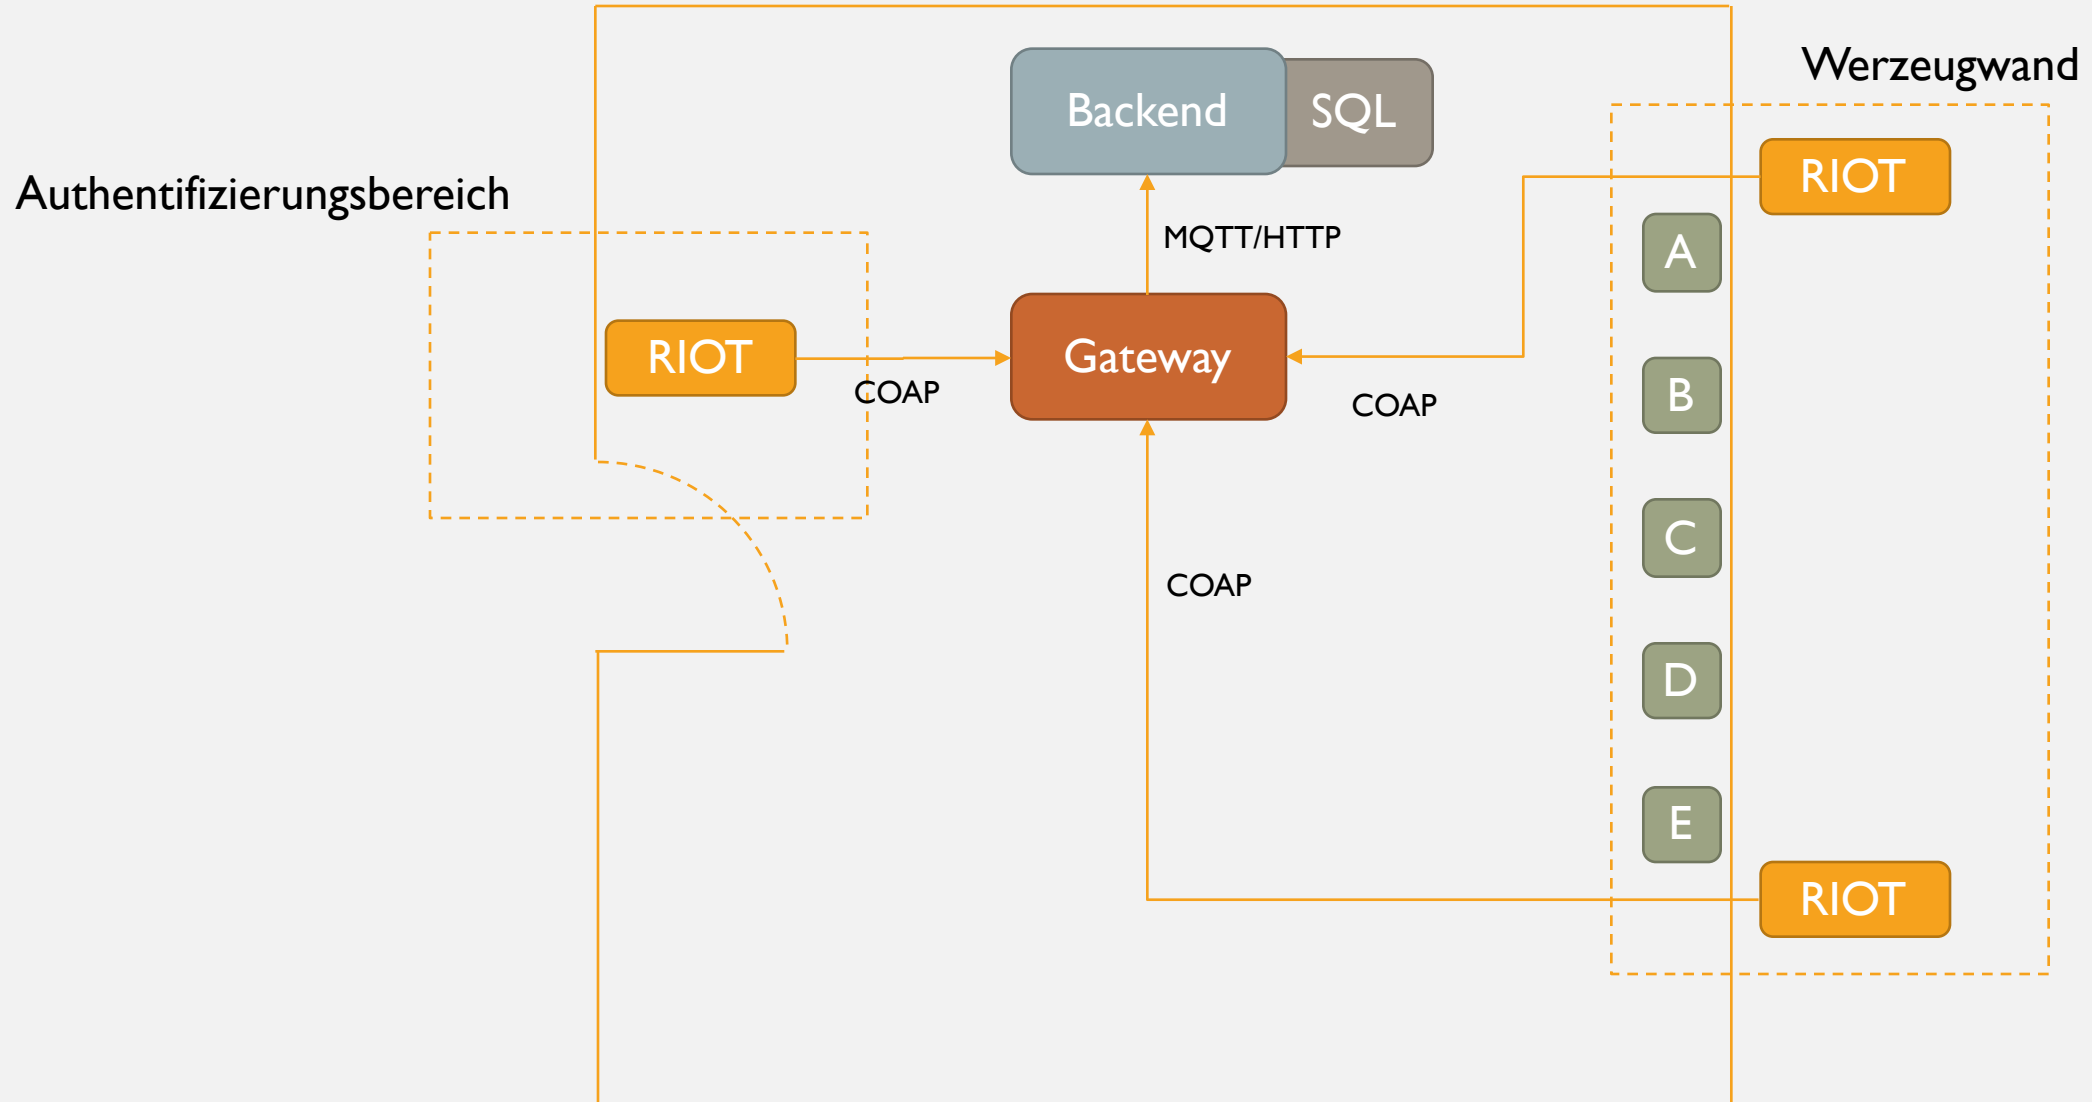 Werzeugwand
Backend
SQL
RIOT
Authentifizierungsbereich
A
MQTT/HTTP
RIOT
COAP
Gateway
COAP
B
C
COAP
D
E
RIOT